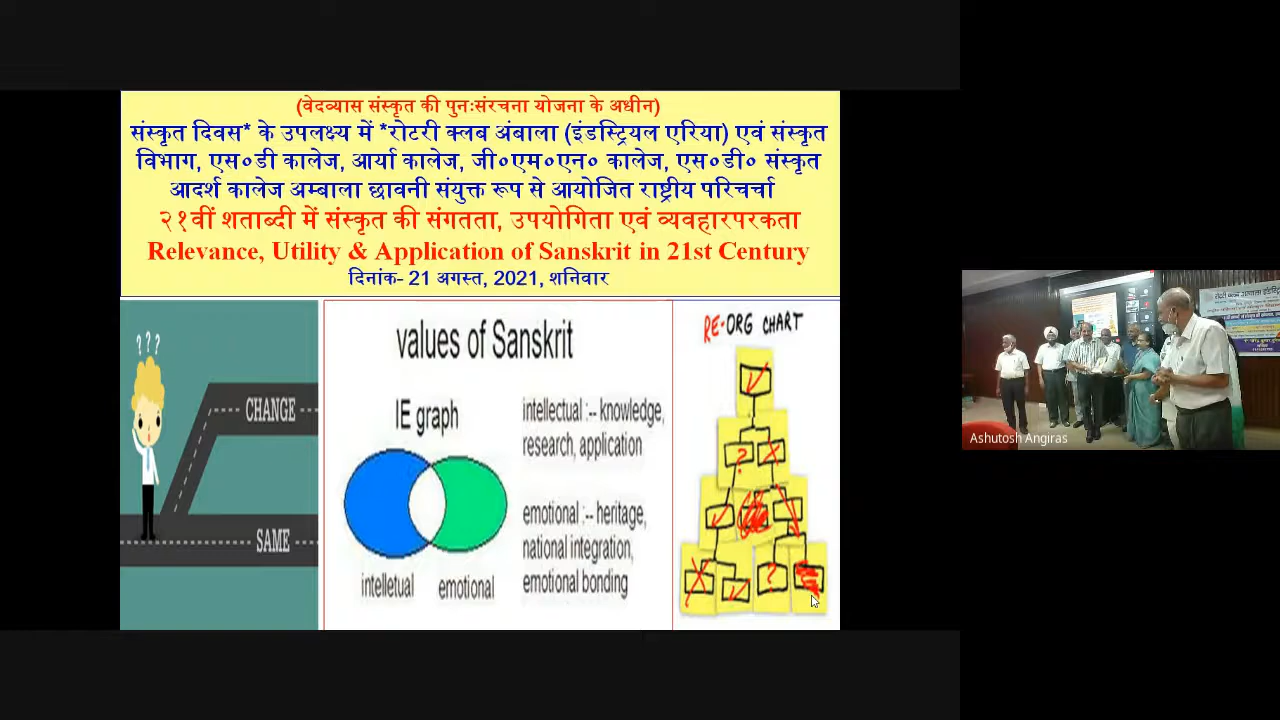 (वेदव्यास संस्कृत की पुनःसंरचना योजना के अधीन)
संस्कृत दिवस* के उपलक्ष्य में *रोटरी क्लब अंबाला (इंडस्ट्रियल एरिया) एवं संस्कृत
विभाग, एस०डी कालेज, आर्या कालेज, जी०एम०एन० कालेज, एस०डी० संस्कृत
आदर्श कालेज अम्बाला छावनी संयुक्त रूप से आयोजित राष्ट्रीय परिचर्चा
२१वीं शताब्दी में संस्कृत की संगतता, उपयोगिता एवं व्यवहारपरकता
Relevance, Utility & Application of Sanskrit in 21st Century
दिनांक- 21 अगस्त, 2021, शनिवार
? ? ?
CHANGE
SAME
values of Sanskrit
IE graph
intellectual :-- knowledge,
research, application
emotional :-- heritage,
national integration,
emotional bonding
intelletual emotional
RE-ORG CHART
?
?
Ashutosh Angiras